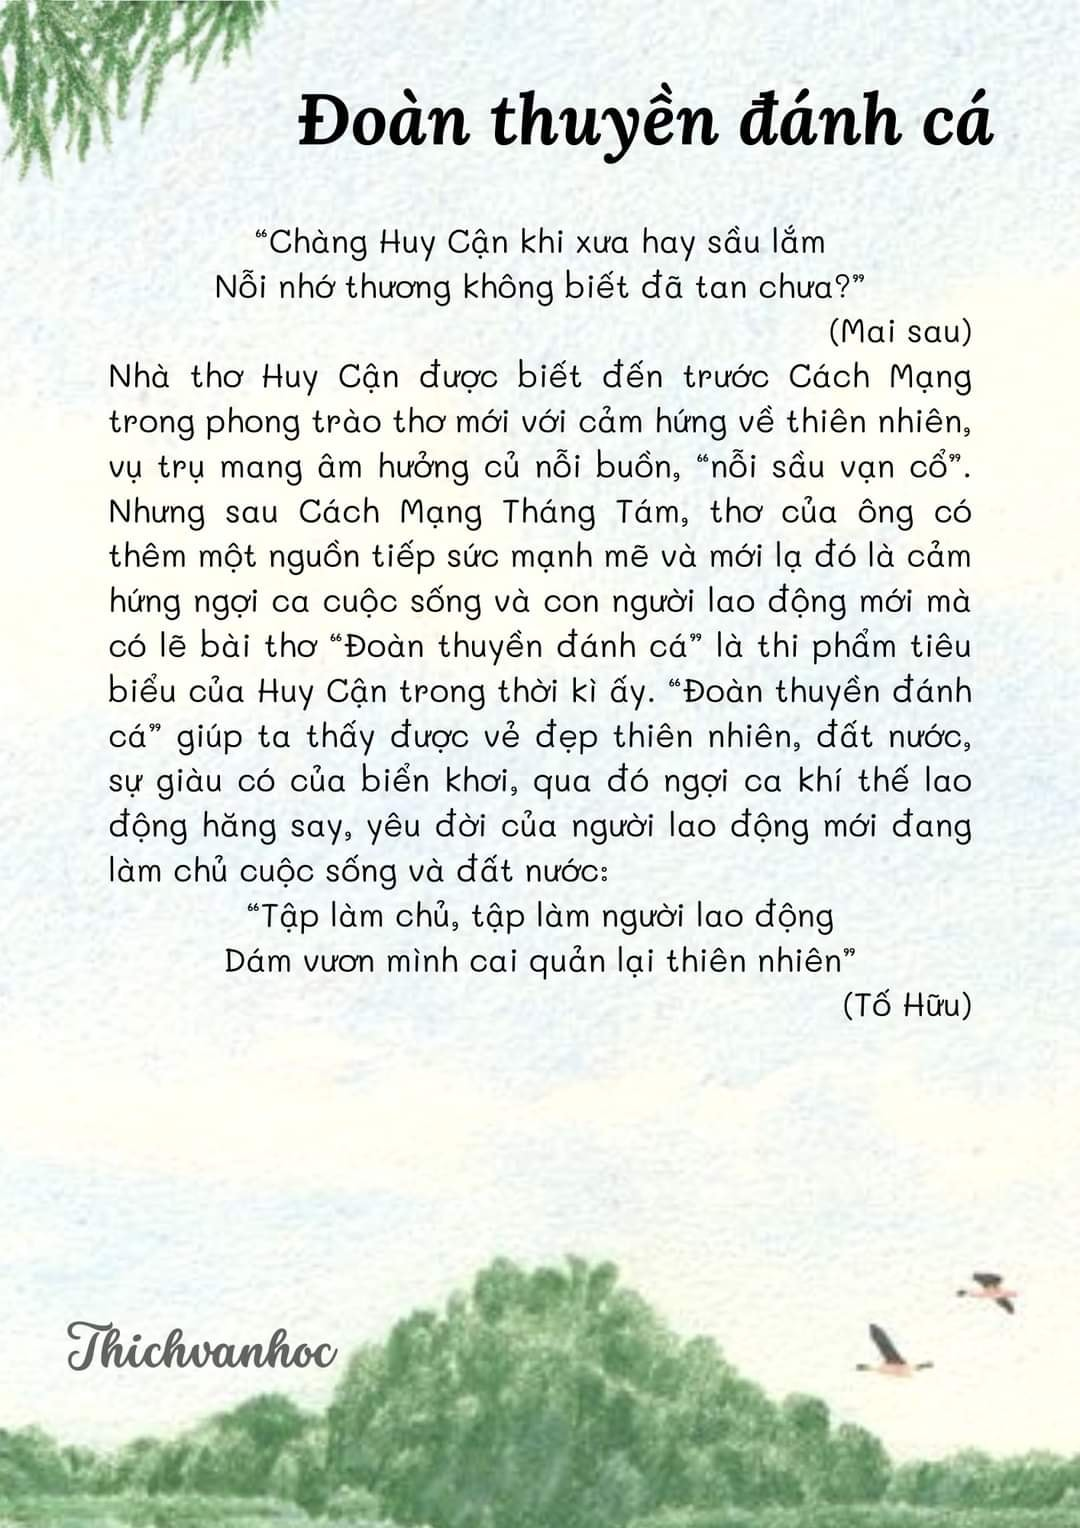 Đoàn thuyền đánh cá
“Chàng Huy Cận khi xưa hay sầu lắm
Nỗi nhớ thương không biết đã tan chưa?”
(Mai sau)
Nhà thơ Huy Cận được biết đến trước Cách Mạng
trong phong trào thơ mới với cảm hứng về thiên nhiên,
vụ trụ mang âm hưởng củ nỗi buồn, “nỗi sầu vạn cổ”.
Nhưng sau Cách Mạng Tháng Tám, thơ của ông có
thêm một nguồn tiếp sức mạnh mẽ và mới lạ đó là cảm
hứng ngợi ca cuộc sống và con người lao động mới mà
có lẽ bài thơ “Đoàn thuyền đánh cá” là thi phẩm tiêu
biểu của Huy Cận trong thời kì ấy. “Đoàn thuyền đánh
cá” giúp ta thấy được vẻ đẹp thiên nhiên, đất nước,
sự giàu có của biển khơi, qua đó ngợi ca khí thế lao
động hăng say, yêu đời của người lao động mới đang
làm chủ cuộc sống và đất nước:
“Tập làm chủ, tập làm người lao động
Dám vươn mình cai quản lại thiên nhiên”
(Tố Hữu)
Thichvanhoc